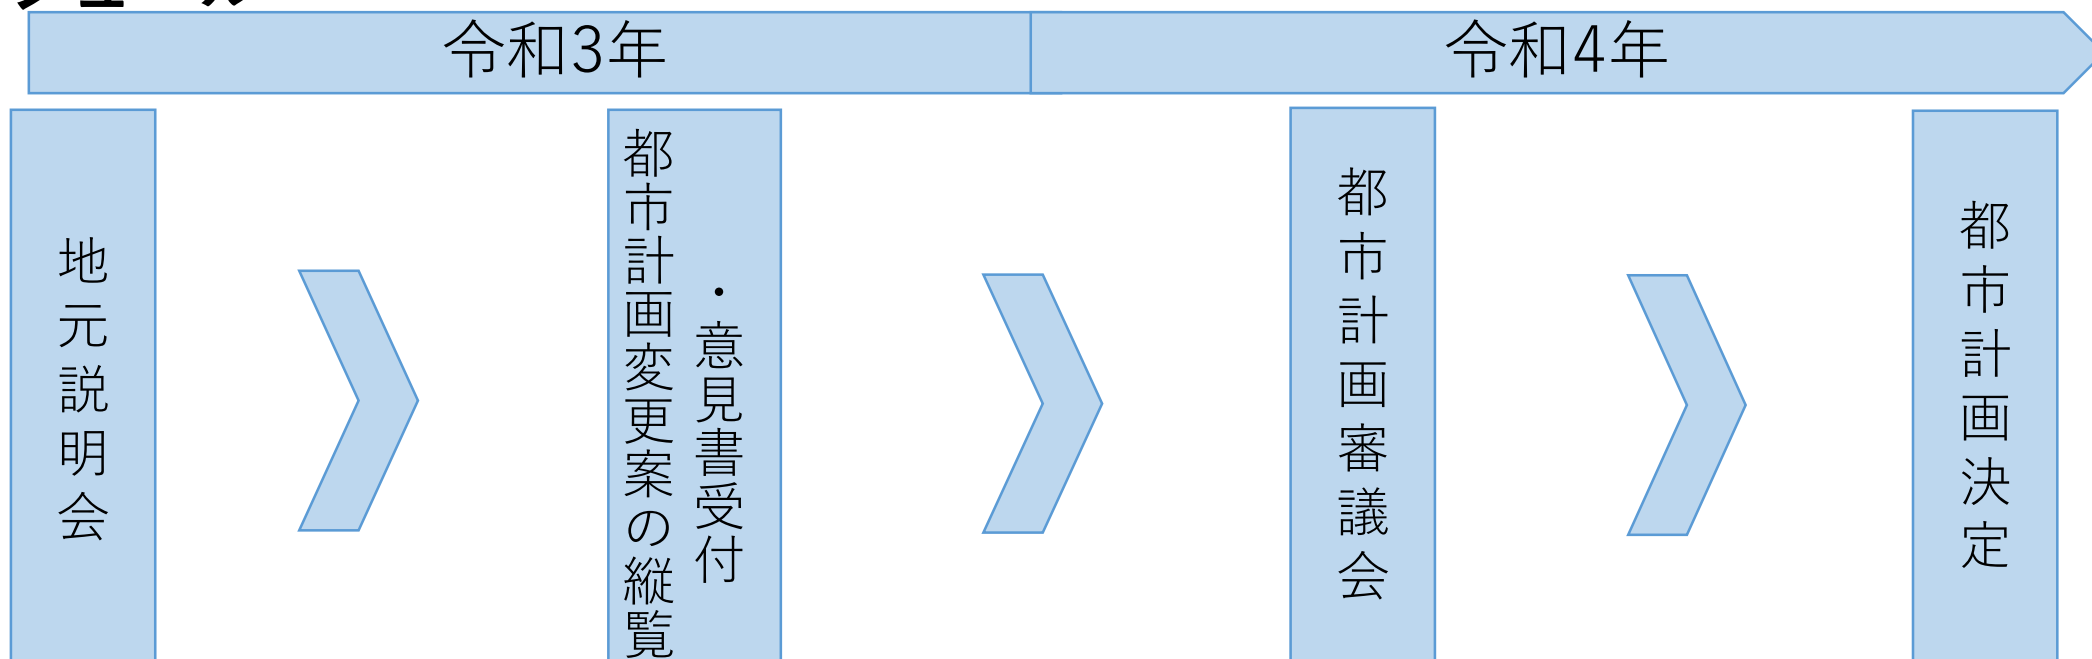 令和3年
令和4年
地元説明会
都市計画変更案の縦覧
・意見書受付
都市計画審議会
都市計画決定